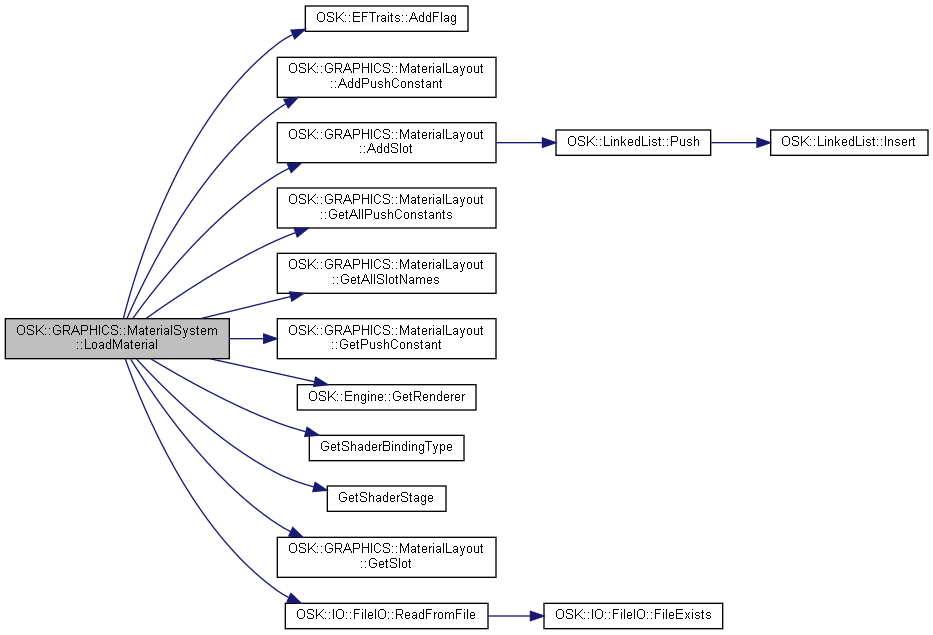 OSK::EFTraits::AddFlag
OSK::GRAPHICS::MaterialLayout
::AddPushConstant
OSK::GRAPHICS::MaterialLayout
::AddSlot
OSK::LinkedList::Push
OSK::LinkedList::Insert
OSK::GRAPHICS::MaterialLayout
::GetAllPushConstants
OSK::GRAPHICS::MaterialLayout
::GetAllSlotNames
OSK::GRAPHICS::MaterialSystem
::LoadMaterial
OSK::GRAPHICS::MaterialLayout
::GetPushConstant
OSK::Engine::GetRenderer
GetShaderBindingType
GetShaderStage
OSK::GRAPHICS::MaterialLayout
::GetSlot
OSK::IO::FileIO::ReadFromFile
OSK::IO::FileIO::FileExists